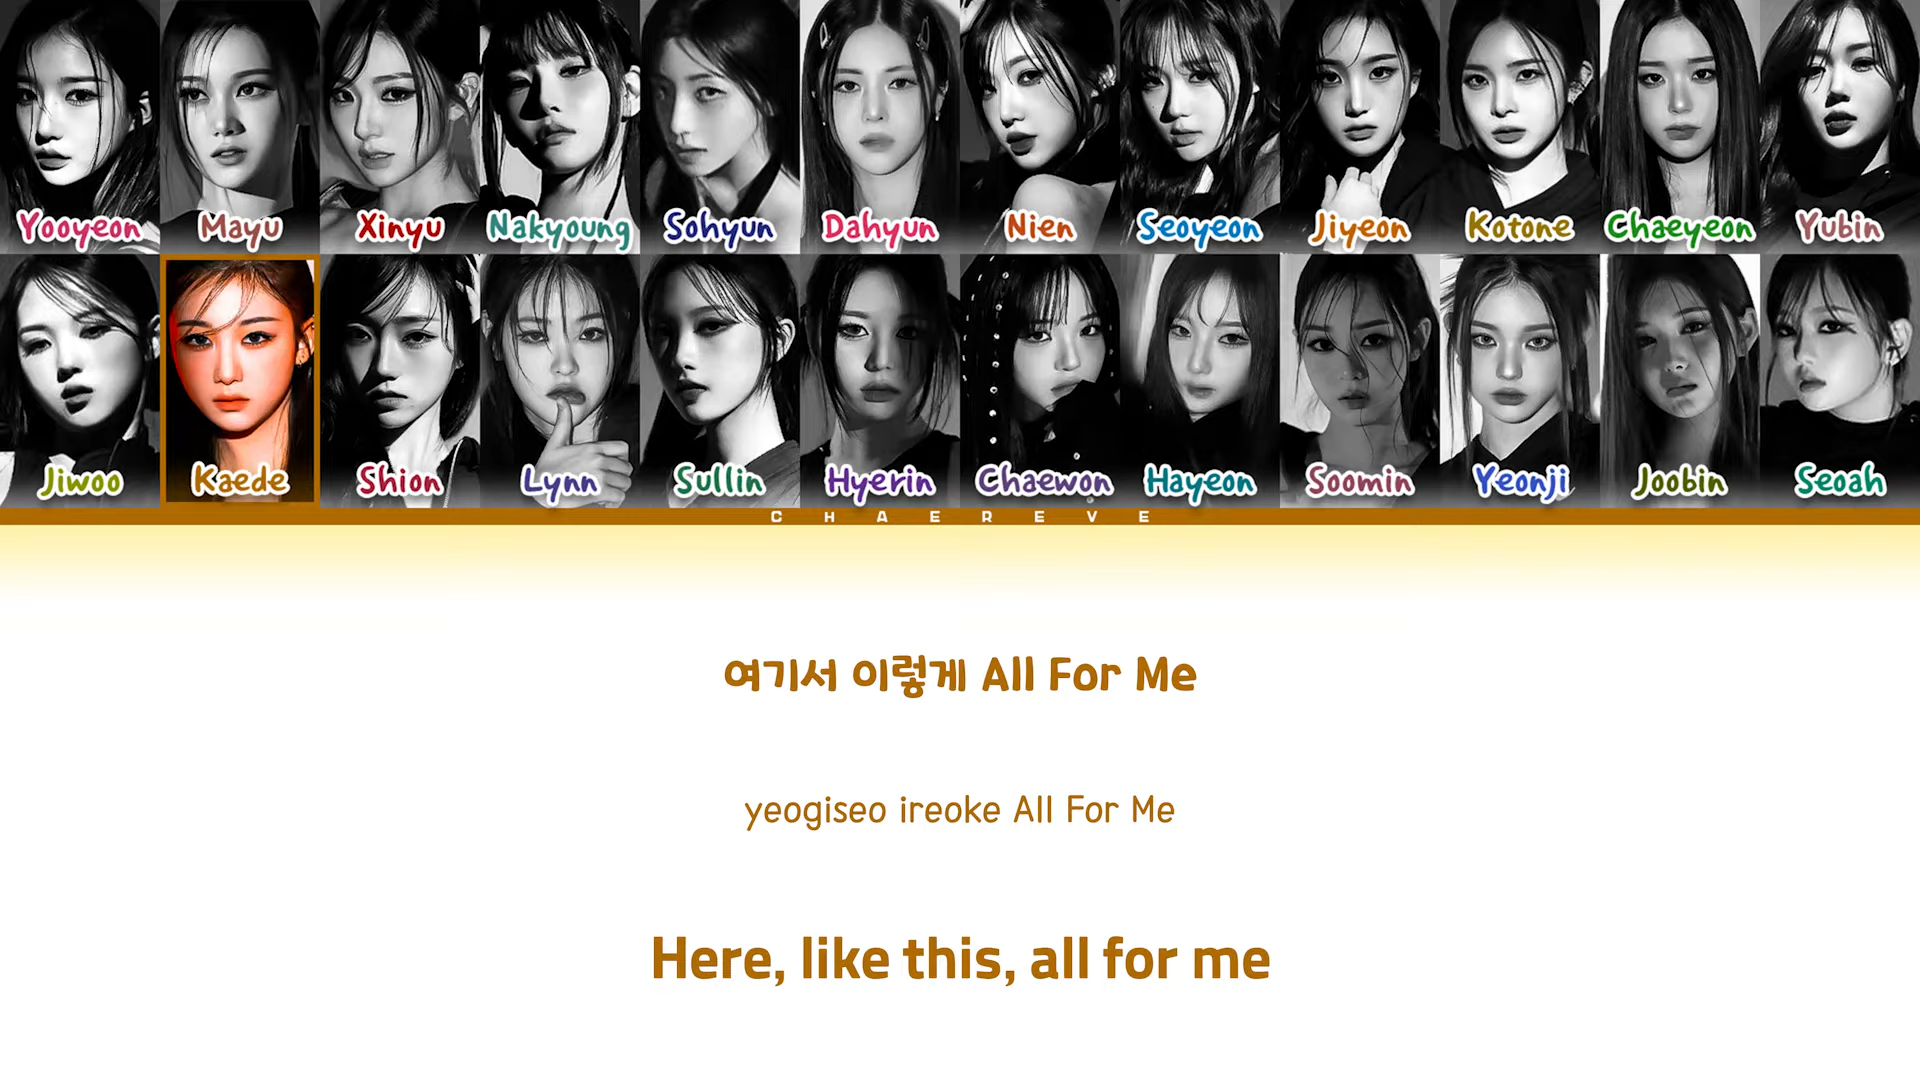 Yooyeon Mayu Xinyu Nakyoung Sohyun Dahyun Nien Seoyeon Jiyeon Kotone Chaeyeon Yubin
Jiwoo Kaede Shion Lynn Sullin Hyerin Chaewon Hayeon Soomin Yeonji Joobin Seoah
CHAEREVE
여기서 이렇게 All For Me
yeogiseo ireoke All For Me
Here, like this, all for me